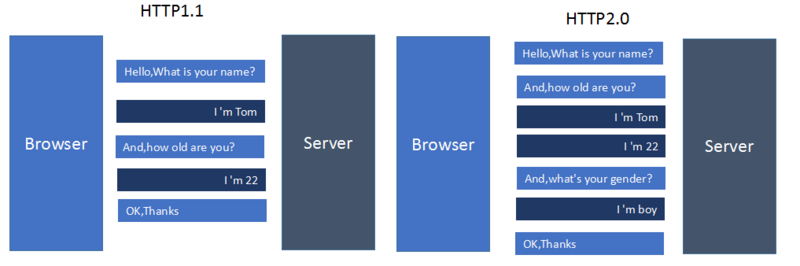 HTTP1.1
Browser
Hello,What is your name?
I 'm Tom
And,how old are you?
I 'm 22
OK,Thanks
Server
HTTP2.0
Browser
Hello,What is your name?
And,how old are you?
I 'm Tom
I 'm 22
And,what's your gender?
I 'm boy
OK,Thanks
Server